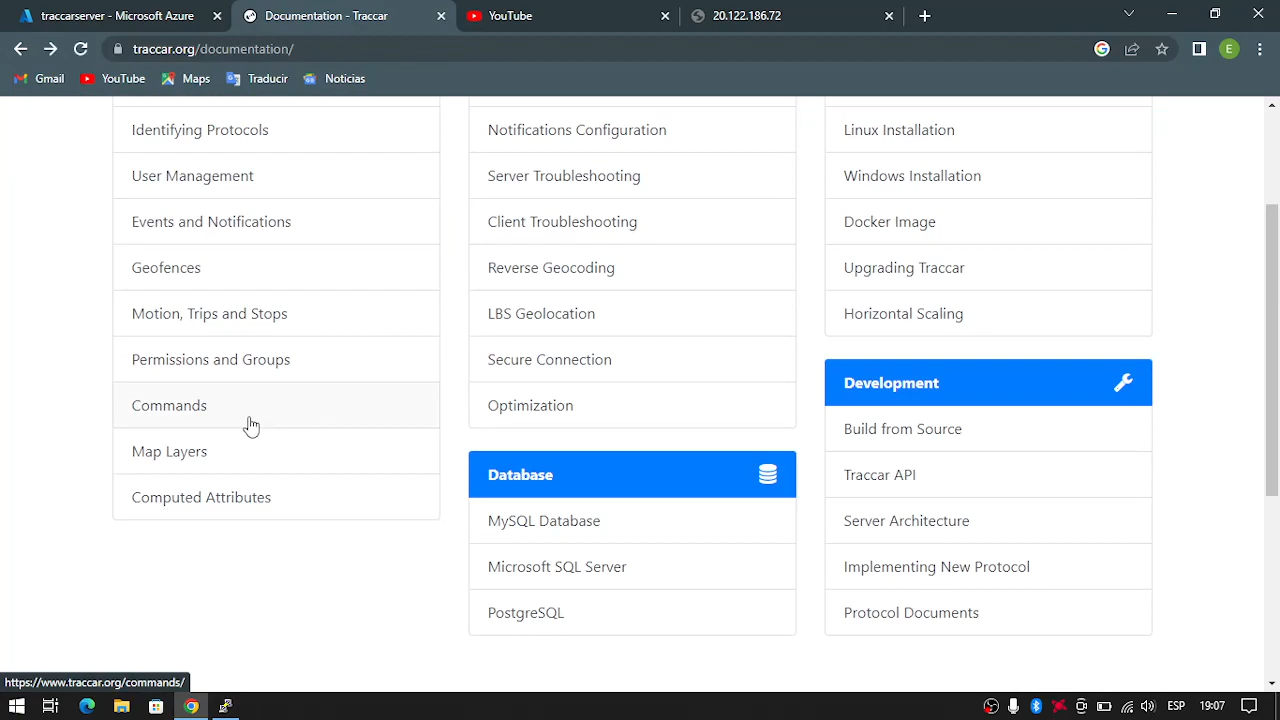 traccarserver - Microsoft Azure
Documentation - Traccar
YouTube
20.122.186.72
traccar.org/documentation/
E
Gmail
YouTube
Maps
Traducir
Noticias
Identifying Protocols
User Management
Events and Notifications
Geofences
Motion, Trips and Stops
Permissions and Groups
Commands
Map Layers
Computed Attributes
Notifications Configuration
Server Troubleshooting
Client Troubleshooting
Reverse Geocoding
LBS Geolocation
Secure Connection
Optimization
Database
MySQL Database
Microsoft SQL Server
PostgreSQL
Linux Installation
Windows Installation
Docker Image
Upgrading Traccar
Horizontal Scaling
Development
Build from Source
Traccar API
Server Architecture
Implementing New Protocol
Protocol Documents
https://www.traccar.org/commands/
ESP
19:07